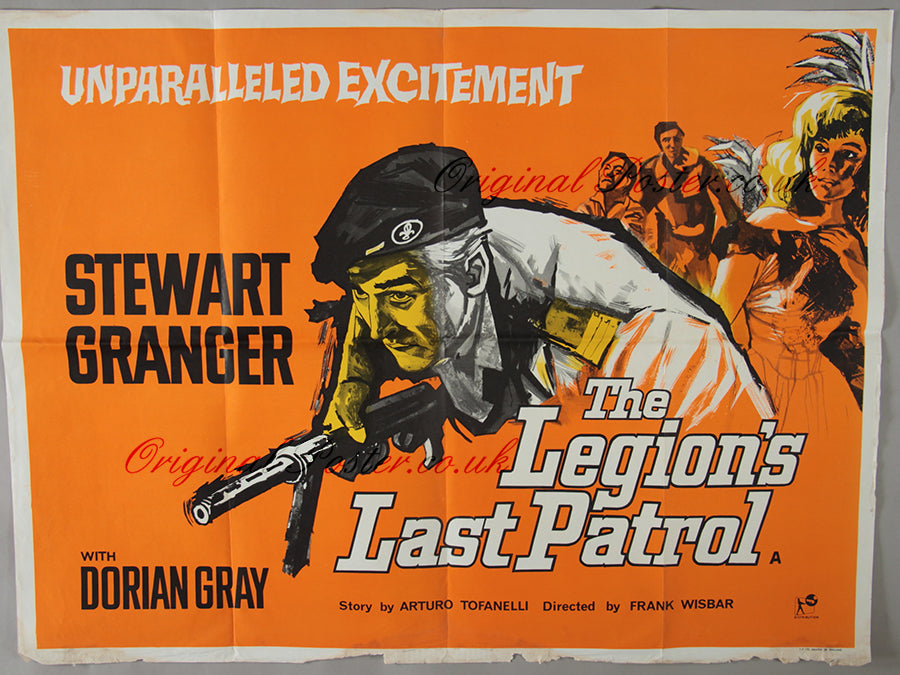 UNPARALLELED EXCITEMENT
Original Poster.co.uk
STEWART
GRANGER
The
Legion's
Last Patrol
A
Original Poster.co.uk
WITH
DORIAN GRAY
Story by ARTURO TOFANELLI Directed by FRANK WISBAR